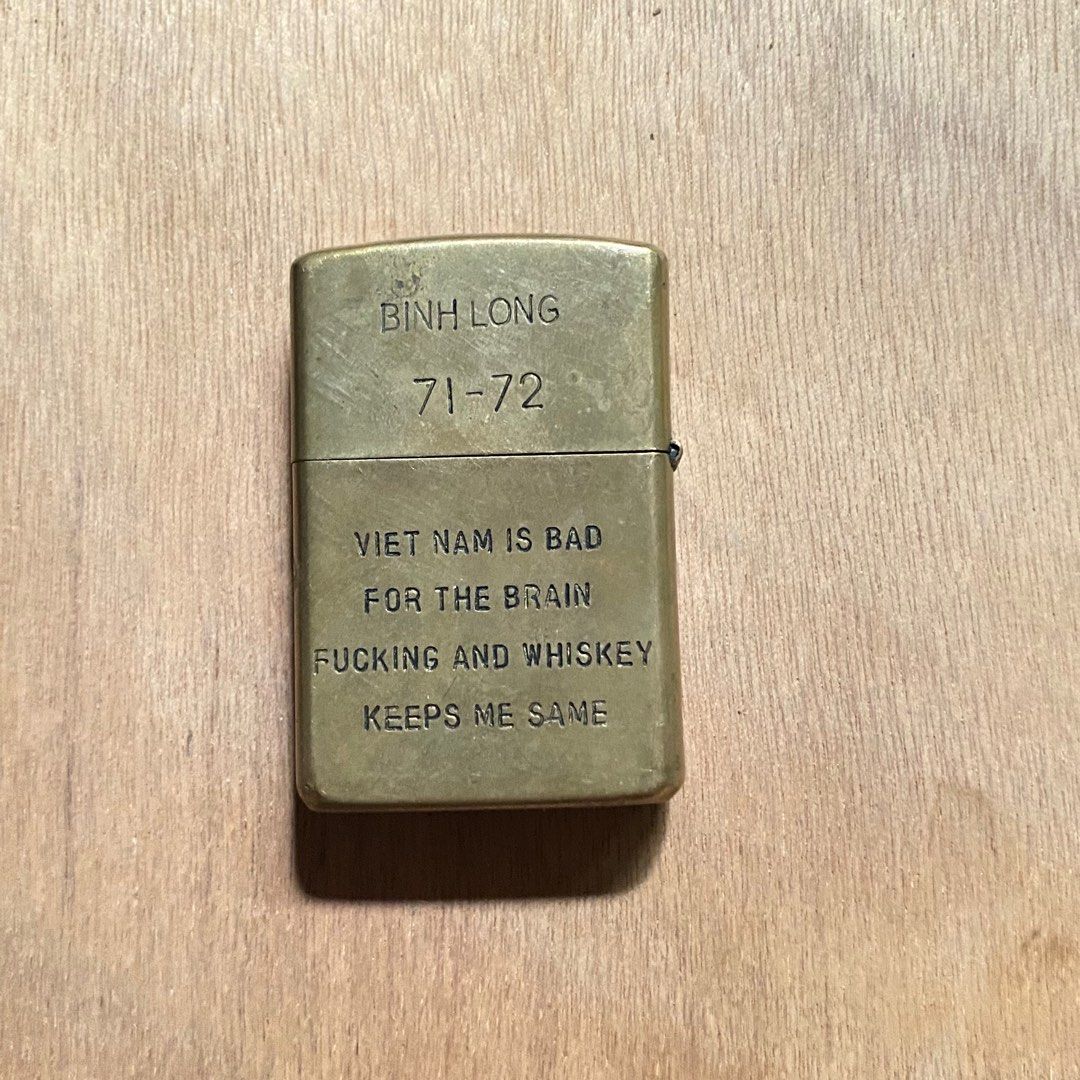 BINH LONG
71-72
VIET NAM IS BAD
FOR THE BRAIN
FUCKING AND WHISKEY
KEEPS ME SAME